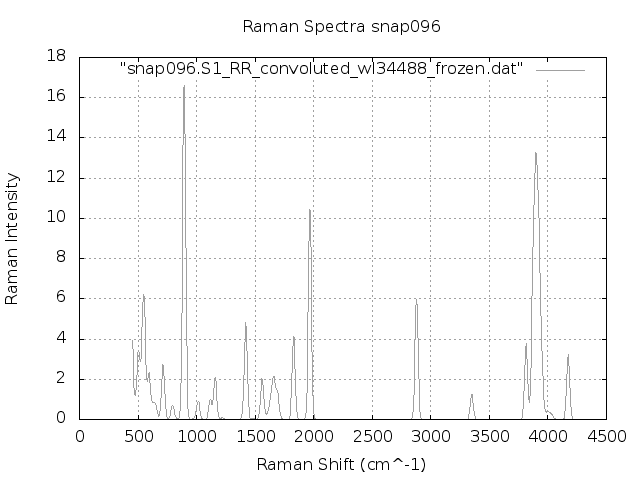 Raman Spectra snap096
"snap096.S1_RR_convoluted_wl34488_frozen.dat"
Raman Intensity
18
16
14
12
10
8
6
4
2
0
0 500 1000 1500 2000 2500 3000 3500 4000 4500
Raman Shift (cm^-1)